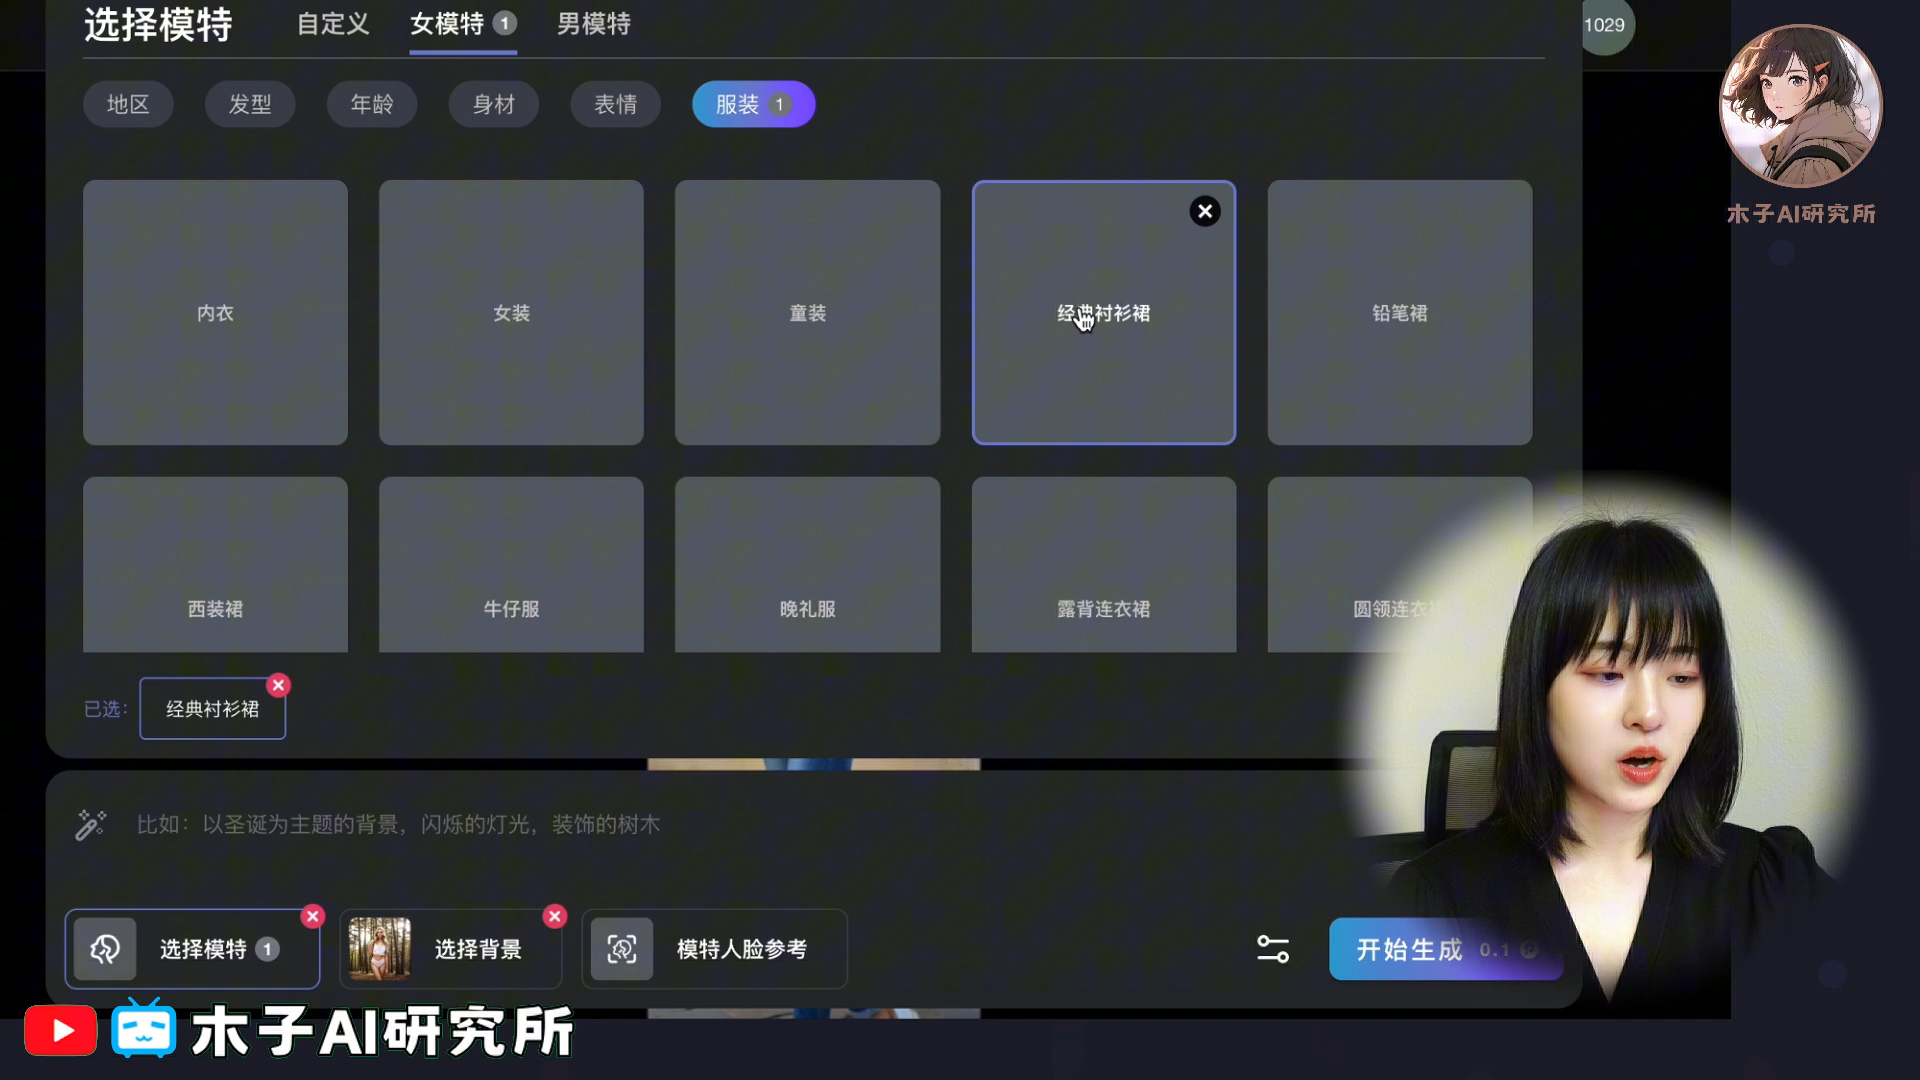 选择模特 自定义 女模特 1 男模特
1029
地区 发型 年龄 身材 表情 服装 1
木子AI研究所
内衣 女装 童装 经典衬衫裙 铅笔裙
西装裙 牛仔服 晚礼服 露背连衣裙 圆领连衣
已选: 经典衬衫裙
比如：以圣诞为主题的背景，闪烁的灯光，装饰的树木
选择模特 1 选择背景 模特人脸参考 开始生成 0.1
木子AI研究所